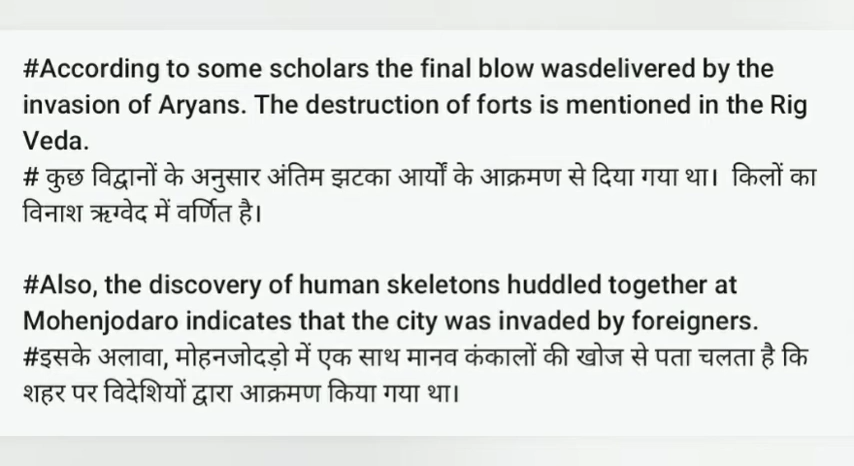 #According to some scholars the final blow wasdelivered by the
invasion of Aryans. The destruction of forts is mentioned in the Rig
Veda.
# कुछ विद्वानों के अनुसार अंतिम झटका आर्यों के आक्रमण से दिया गया था। किलों का
विनाश ऋग्वेद में वर्णित है।
#Also, the discovery of human skeletons huddled together at
Mohenjodaro indicates that the city was invaded by foreigners.
#इसके अलावा, मोहनजोदड़ो में एक साथ मानव कंकालों की खोज से पता चलता है कि
शहर पर विदेशियों द्वारा आक्रमण किया गया था।